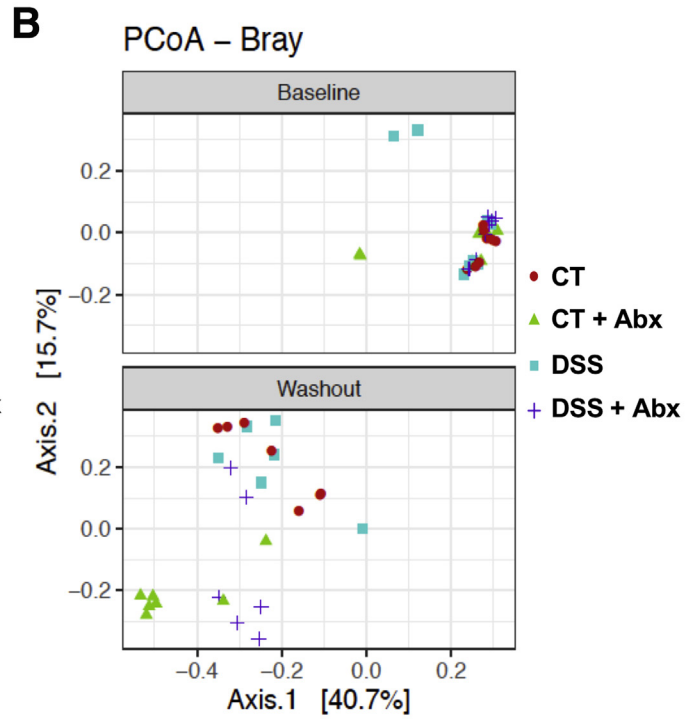 B
PCoA – Bray
Baseline
0.2
0.0
−0.2
Washout
0.2
0.0
−0.2
−0.4
−0.2
0.0
0.2
Axis.1 [40.7%]
Axis.2 [15.7%]
CT
CT + Abx
DSS
DSS + Abx